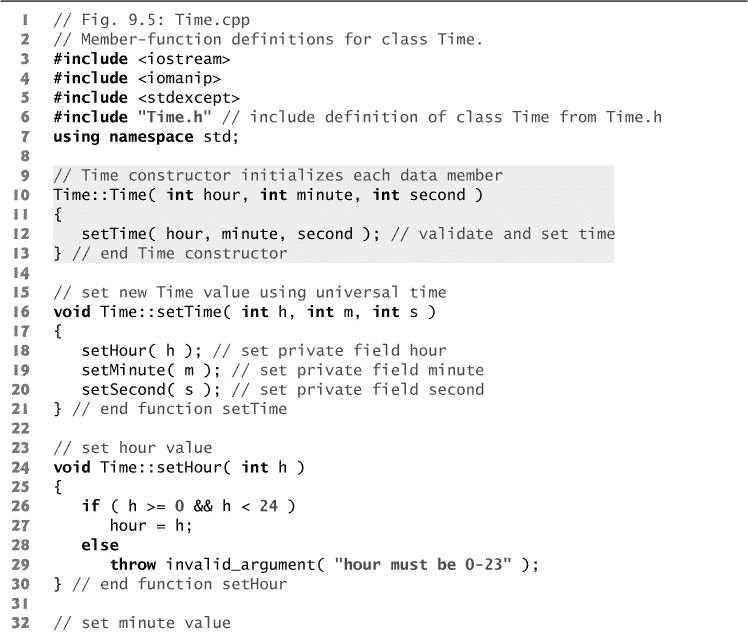 1 // Fig. 9.5: Time.cpp
2 // Member-function definitions for class Time.
3 #include <iostream>
4 #include <iomanip>
5 #include <stdexcept>
6 #include "Time.h" // include definition of class Time from Time.h
7 using namespace std;
8
9 // Time constructor initializes each data member
10 Time::Time( int hour, int minute, int second )
11 {
12    setTime( hour, minute, second ); // validate and set time
13 } // end Time constructor
14
15 // set new Time value using universal time
16 void Time::setTime( int h, int m, int s )
17 {
18    setHour( h ); // set private field hour
19    setMinute( m ); // set private field minute
20    setSecond( s ); // set private field second
21 } // end function setTime
22
23 // set hour value
24 void Time::setHour( int h )
25 {
26    if ( h >= 0 && h < 24 )
27       hour = h;
28    else
29       throw invalid_argument( "hour must be 0-23" );
30 } // end function setHour
31
32 // set minute value